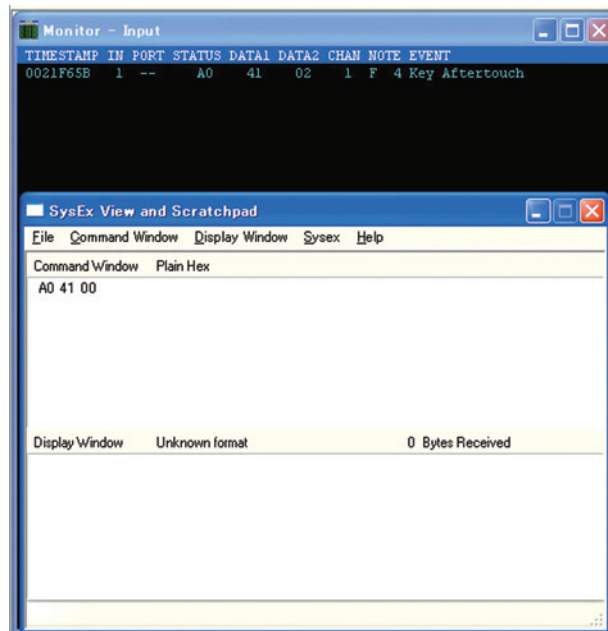 Monitor - Input
TIMESTAMP IN PORT STATUS DATA1 DATA2 CHAN NOTE EVENT
0021F65B 1 -- A0 41 02 1 F 4 Key Aftertouch
SysEx View and Scratchpad
File Command Window Display Window Sysex Help
Command Window Plain Hex
A0 41 00
Display Window Unknown format 0 Bytes Received